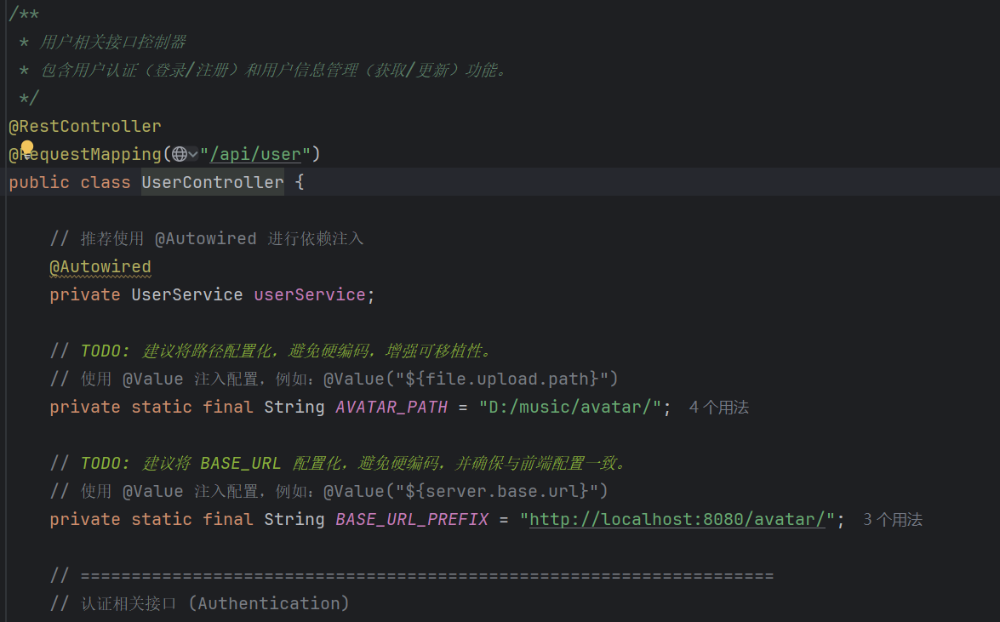 /**
 * 用户相关接口控制器
 * 包含用户认证（登录/注册）和用户信息管理（获取/更新）功能。
 */
@RestController
@RequestMapping("/api/user")
public class UserController {
// 推荐使用 @Autowired 进行依赖注入
@Autowired
private UserService userService;
// TODO: 建议将路径配置化，避免硬编码，增强可移植性。
// 使用 @Value 注入配置，例如：@Value("${file.upload.path}")
private static final String AVATAR_PATH = "D:/music/avatar/"; 4 个用法
// TODO: 建议将 BASE_URL 配置化，避免硬编码，并确保与前端配置一致。
// 使用 @Value 注入配置，例如：@Value("${server.base.url}")
private static final String BASE_URL_PREFIX = "http://localhost:8080/avatar/"; 3 个用法
// ====================================================================
// 认证相关接口 (Authentication)